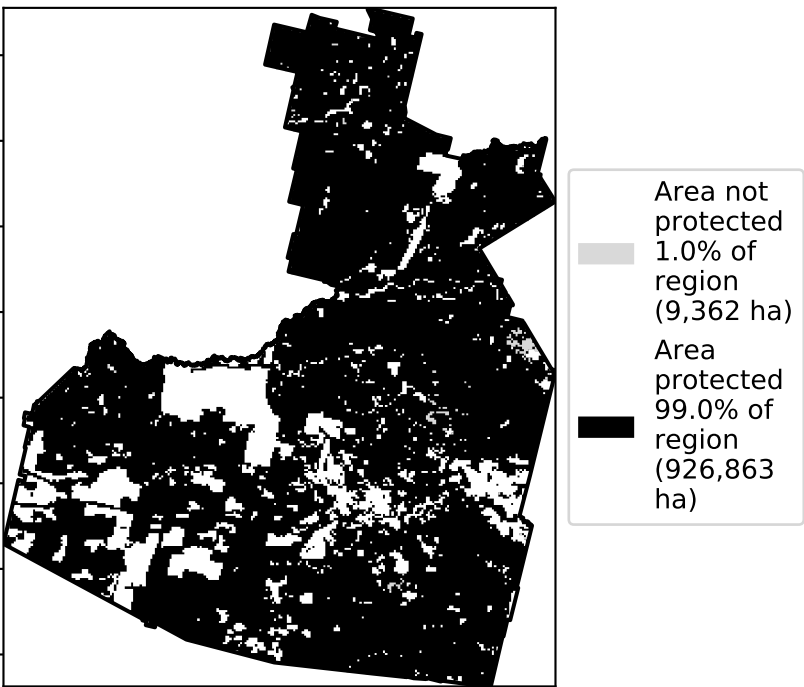 Area not
protected
1.0% of
region
(9,362 ha)
Area
protected
99.0% of
region
(926,863
ha)